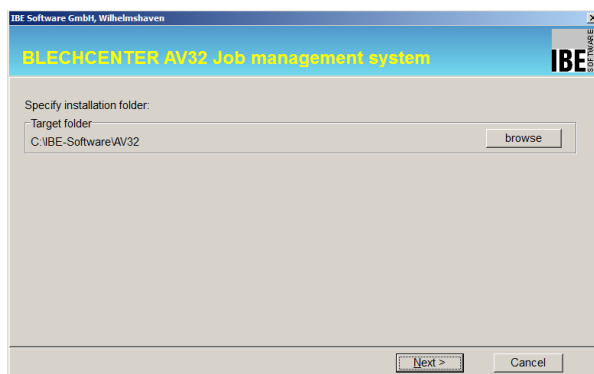 IBE Software GmbH, Wilhelmshaven
BLECHCENTER AV32 Job management system
IBE
SOFTWARE
Specify installation folder:
Target folder
C:\IBE-Software\AV32
browse
Next >
Cancel